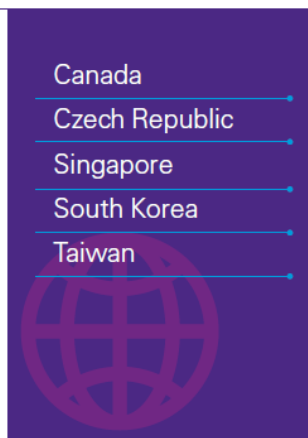 Canada
Czech Republic
Singapore
South Korea
Taiwan